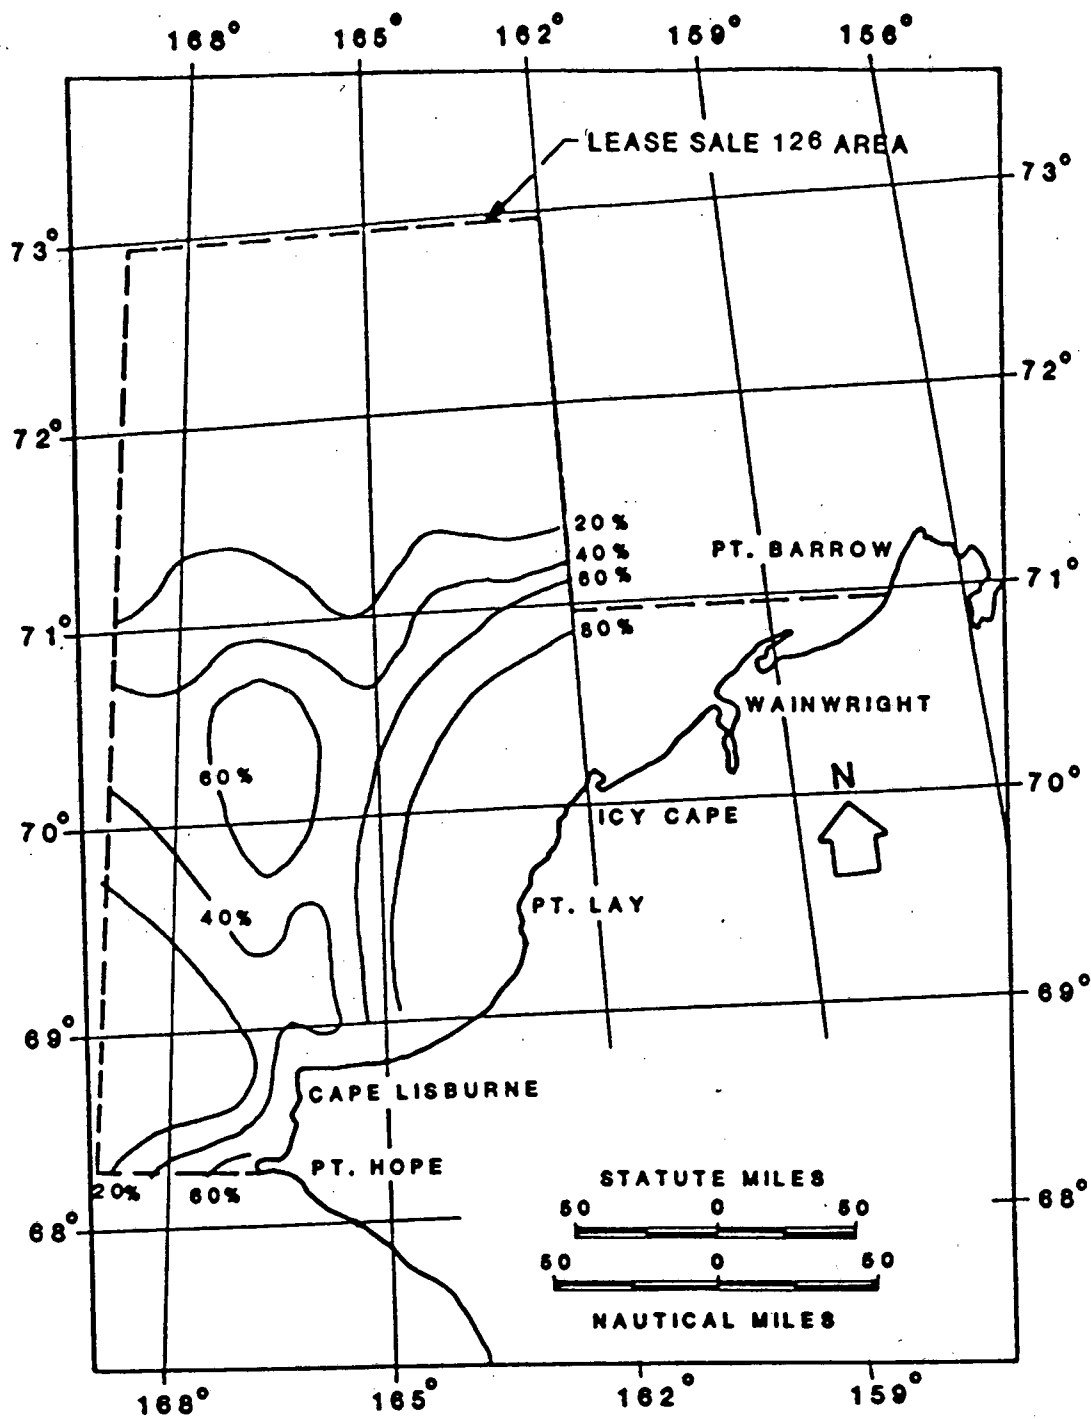 168° 165° 162° 159° 156°
LEASE SALE 126 AREA
73°
73°
72°
72°
20%
40%
60%
PT. BARROW
71°
71°
80%
WAINWRIGHT
60%
N
70°
70°
ICY CAPE
40%
PT. LAY
69°
69°
CAPE LISBURNE
PT. HOPE
20% 60%
STATUTE MILES
50 0 50
68°
68°
50 0 50
NAUTICAL MILES
168° 165° 162° 159°